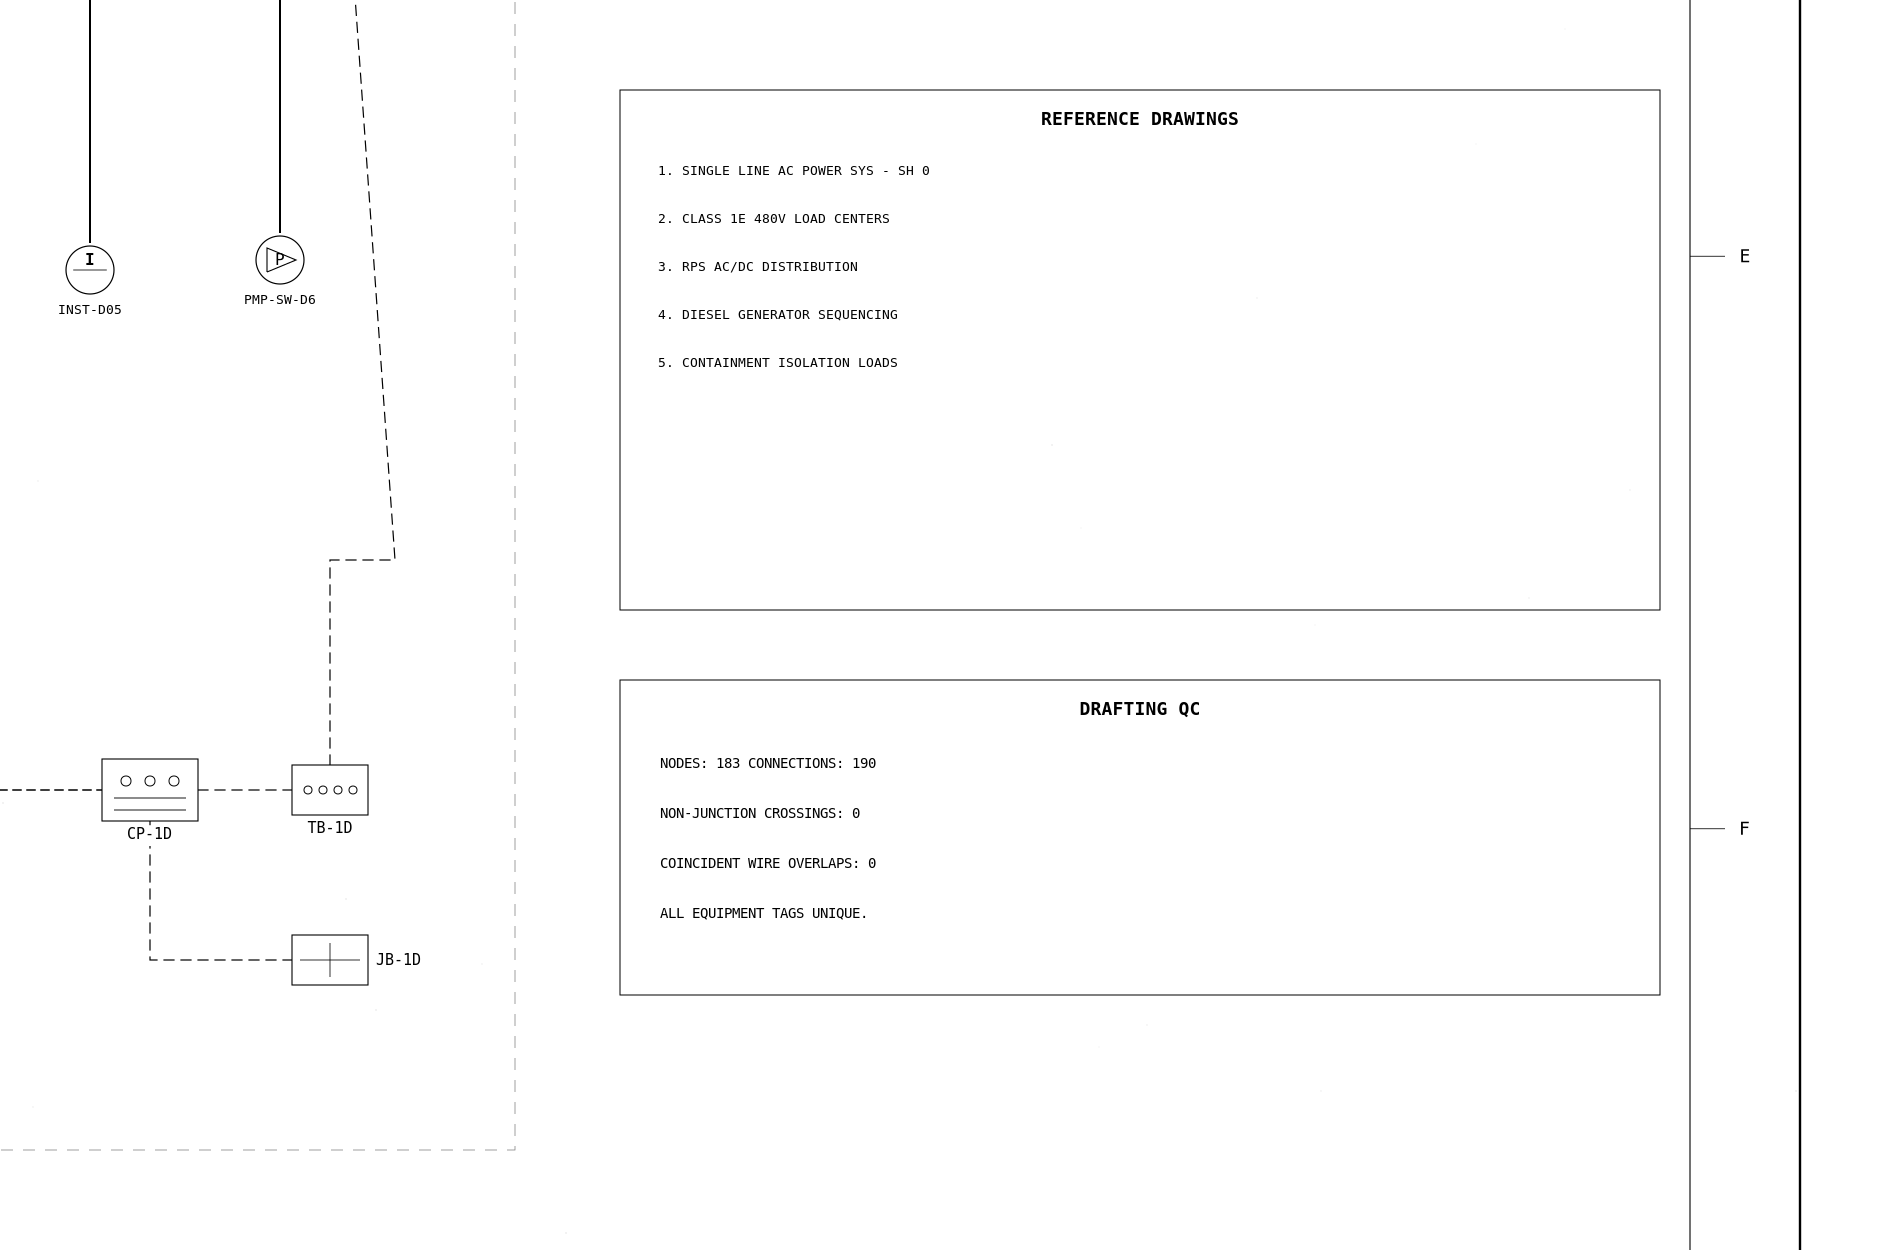 REFERENCE DRAWINGS
1. SINGLE LINE AC POWER SYS - SH 0
2. CLASS 1E 480V LOAD CENTERS
3. RPS AC/DC DISTRIBUTION
4. DIESEL GENERATOR SEQUENCING
5. CONTAINMENT ISOLATION LOADS
I
INST-D05
P
PMP-SW-D6
E
DRAFTING QC
NODES: 183 CONNECTIONS: 190
NON-JUNCTION CROSSINGS: 0
COINCIDENT WIRE OVERLAPS: 0
ALL EQUIPMENT TAGS UNIQUE.
CP-1D
TB-1D
JB-1D
F